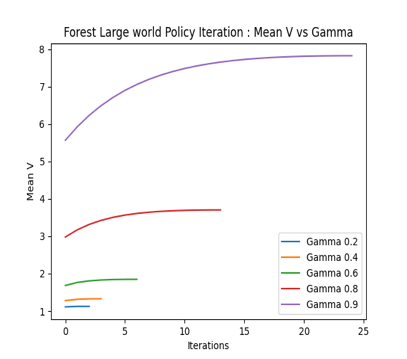 Forest Large world Policy Iteration : Mean V vs Gamma
8
7
6
5
4
3
2
1
Mean V
0
5
10
15
20
25
Iterations
Gamma 0.2
Gamma 0.4
Gamma 0.6
Gamma 0.8
Gamma 0.9